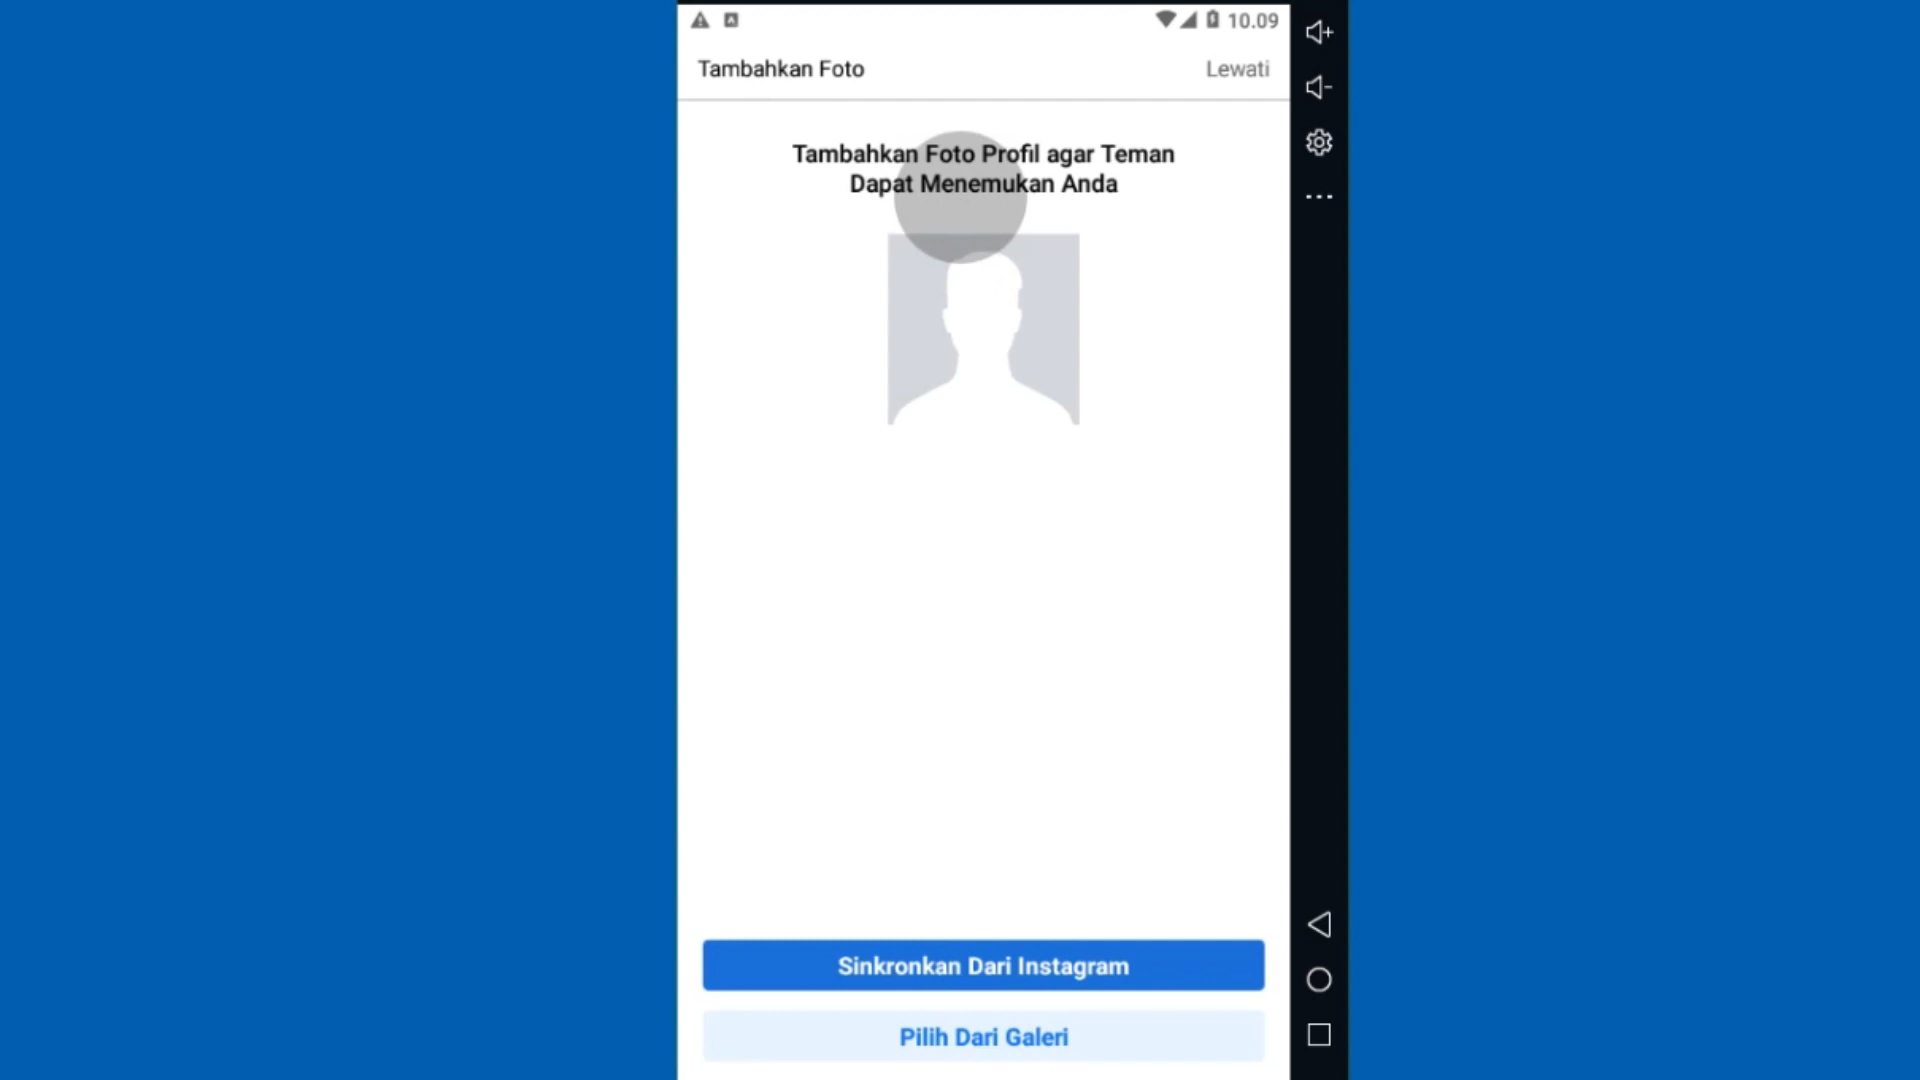 10.09
Tambahkan Foto
Lewati
Tambahkan Foto Profil agar Teman
Dapat Menemukan Anda
Sinkronkan Dari Instagram
Pilih Dari Galeri